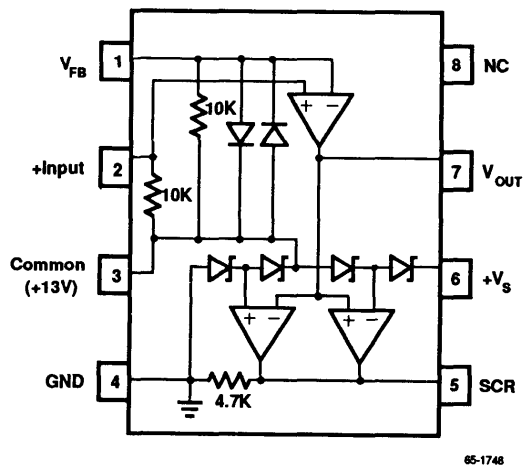 V_FB 1
8 NC
10K
+ −
+Input 2
7 V_OUT
10K
Common
(+13V) 3
6 +V_S
+ −
+ −
GND 4
4.7K
5 SCR
65-1746